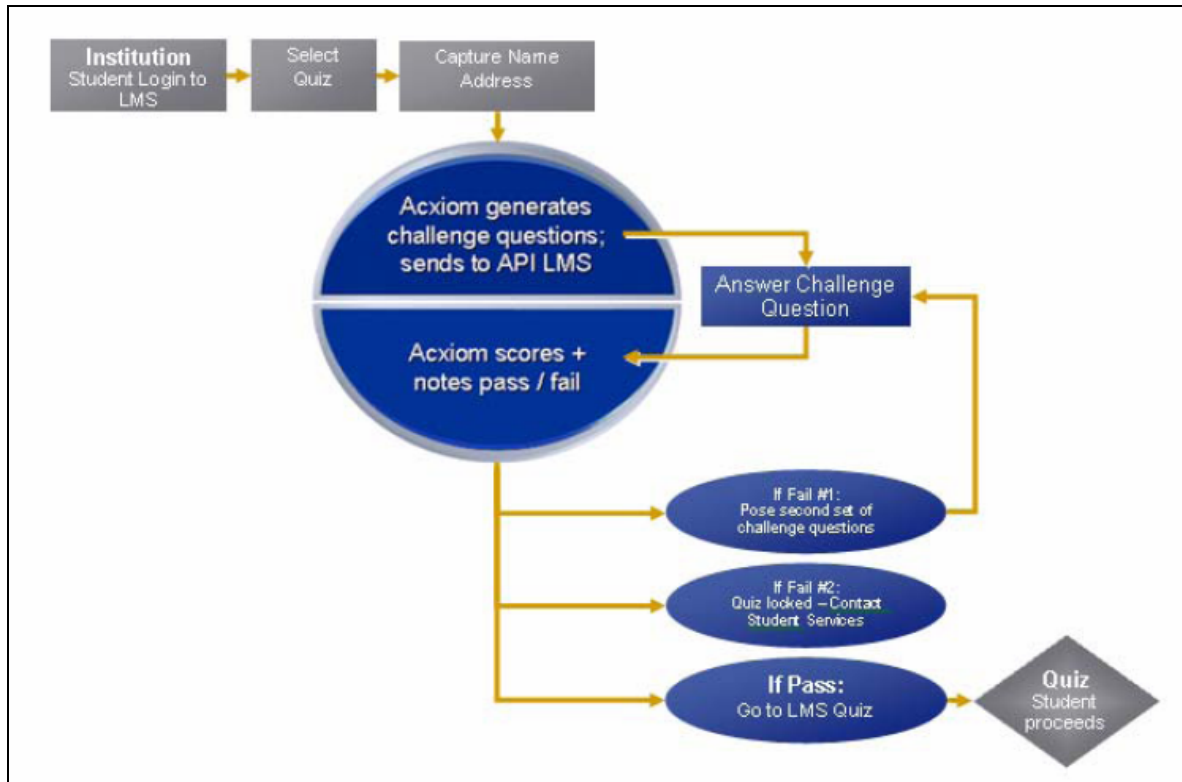 Institution
Student Login to
LMS
Select
Quiz
Capture Name
Address
Acxiom generates
challenge questions;
sends to API LMS
Answer Challenge
Question
Acxiom scores +
notes pass / fail
If Fail #1:
Pose second set of
challenge questions
If Fail #2:
Quiz locked – Contact
Student Services
If Pass:
Go to LMS Quiz
Quiz
Student
proceeds